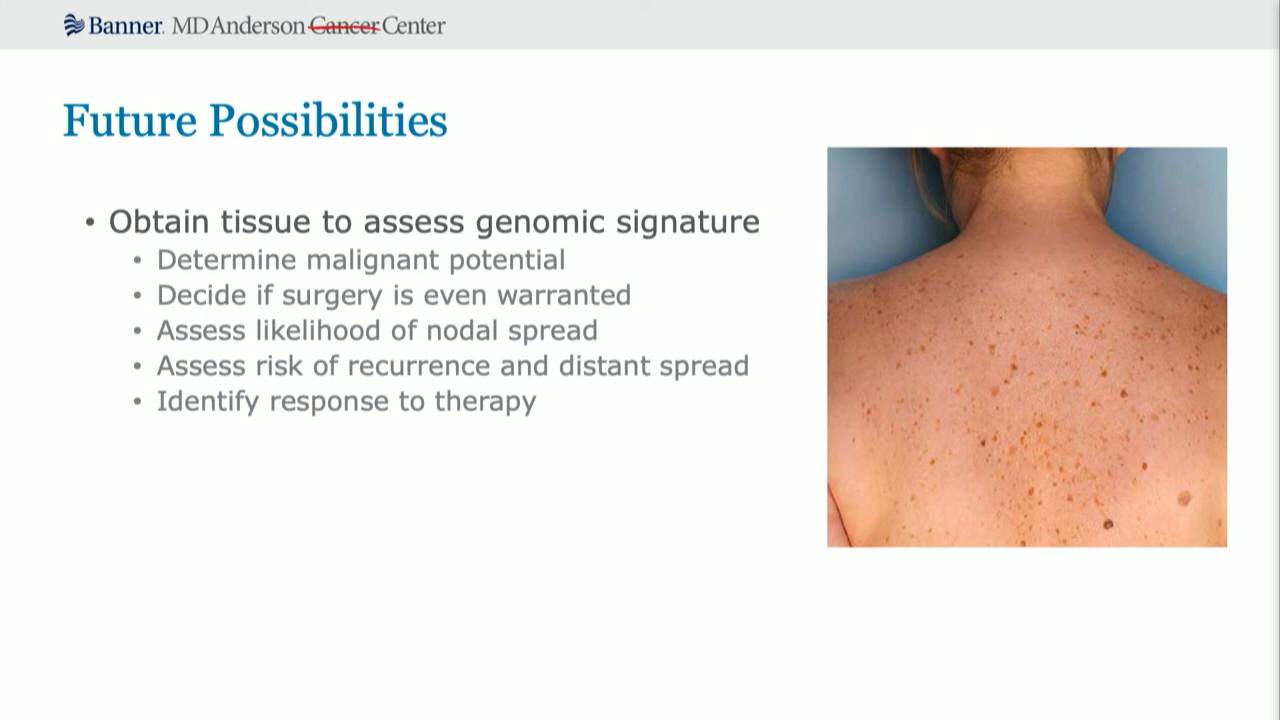 Banner. MD Anderson Cancer Center
Future Possibilities
• Obtain tissue to assess genomic signature
• Determine malignant potential
• Decide if surgery is even warranted
• Assess likelihood of nodal spread
• Assess risk of recurrence and distant spread
• Identify response to therapy